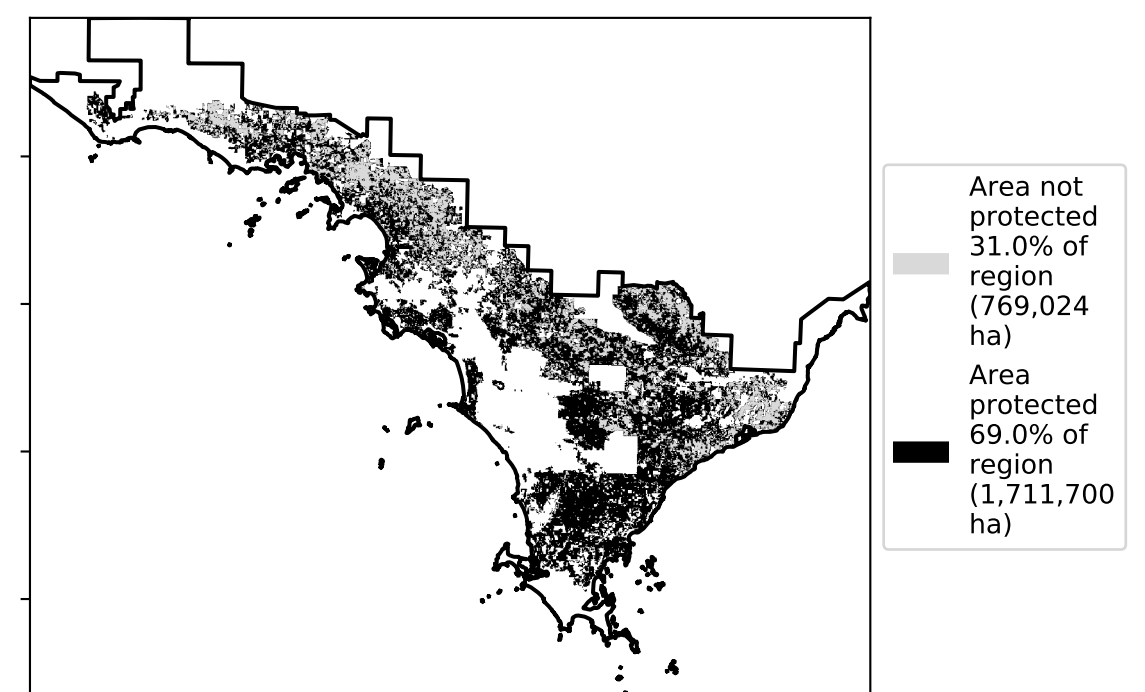 Area not
protected
31.0% of
region
(769,024
ha)
Area
protected
69.0% of
region
(1,711,700
ha)